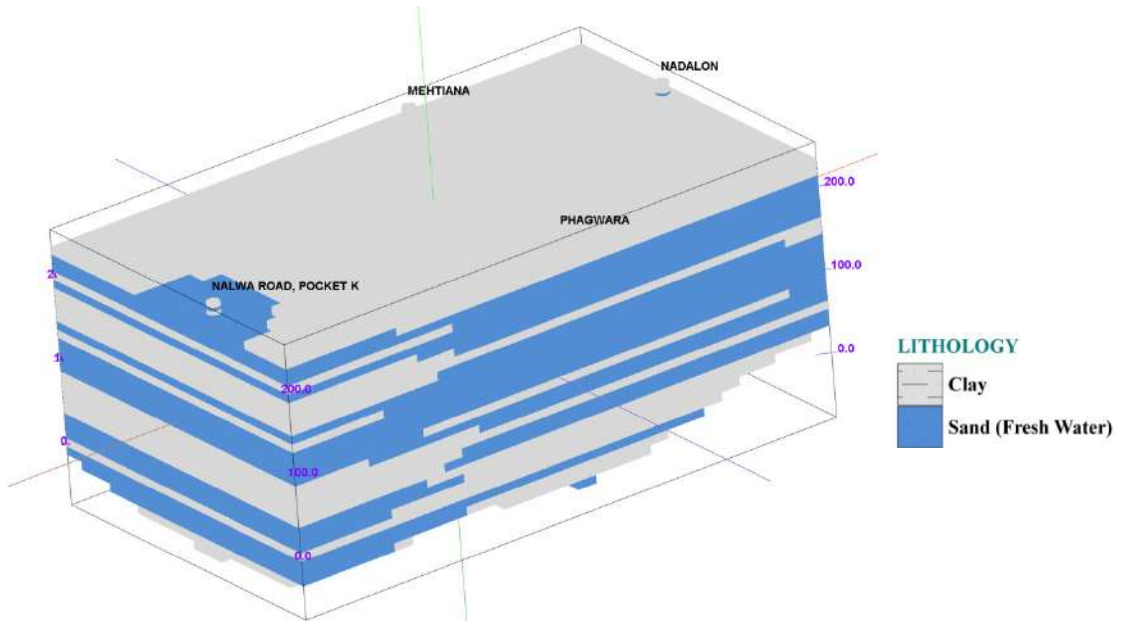 NADALON
MEHTIANA
200.0
PHAGWARA
100.0
NALWA ROAD, POCKET K
0.0
200.0
100.0
0.0
LITHOLOGY
Clay
Sand (Fresh Water)